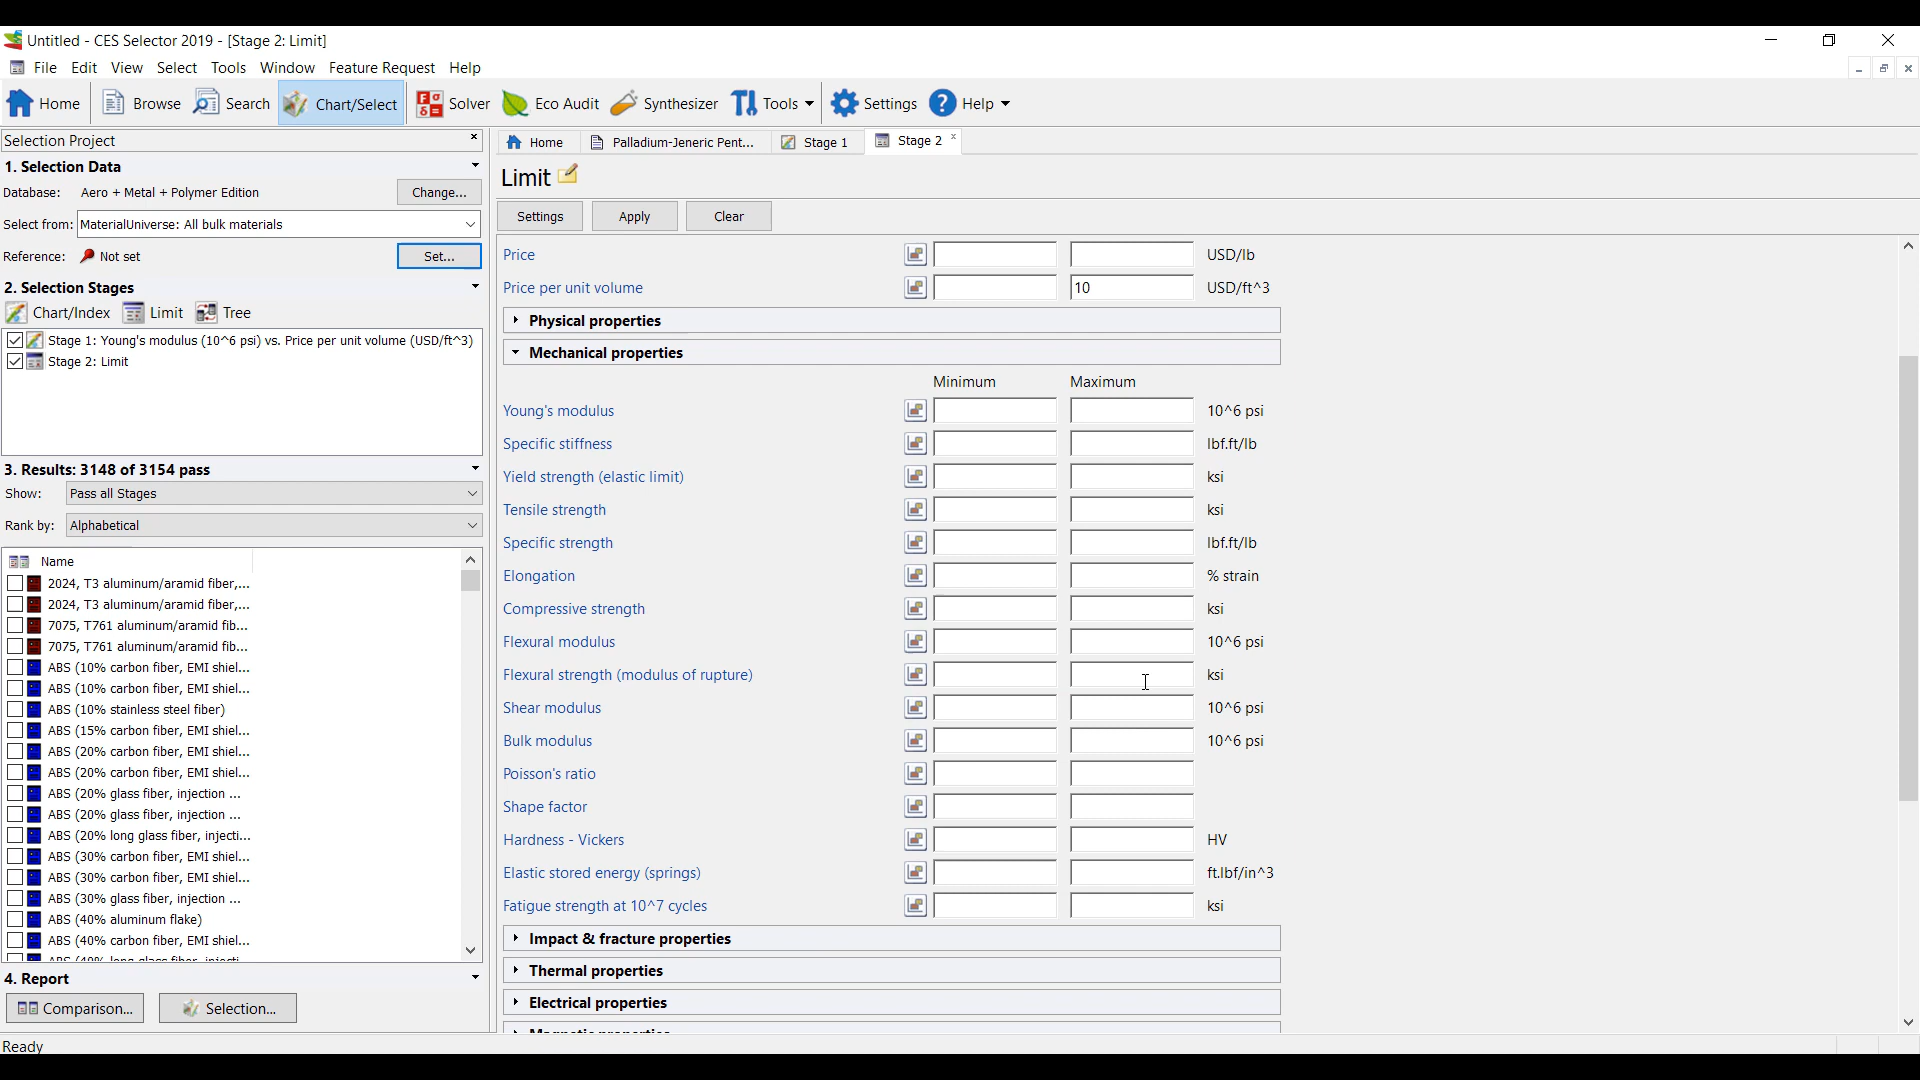 Untitled - CES Selector 2019 - [Stage 2: Limit]
File Edit View Select Tools Window Feature Request Help
Home Browse Search Chart/Select Solver Eco Audit Synthesizer Tools Settings Help
Selection Project
Home Palladium-Jeneric Pent... Stage 1 Stage 2
1. Selection Data
Database: Aero + Metal + Polymer Edition Change...
Select from: MaterialUniverse: All bulk materials
Reference: Not set Set...
2. Selection Stages
Chart/Index Limit Tree
Stage 1: Young's modulus (10^6 psi) vs. Price per unit volume (USD/ft^3)
Stage 2: Limit
3. Results: 3148 of 3154 pass
Show: Pass all Stages
Rank by: Alphabetical
Name
2024, T3 aluminum/aramid fiber,...
2024, T3 aluminum/aramid fiber,...
7075, T761 aluminum/aramid fib...
7075, T761 aluminum/aramid fib...
ABS (10% carbon fiber, EMI shiel...
ABS (10% carbon fiber, EMI shiel...
ABS (10% stainless steel fiber)
ABS (15% carbon fiber, EMI shiel...
ABS (20% carbon fiber, EMI shiel...
ABS (20% carbon fiber, EMI shiel...
ABS (20% glass fiber, injection ...
ABS (20% glass fiber, injection ...
ABS (20% long glass fiber, injecti...
ABS (30% carbon fiber, EMI shiel...
ABS (30% carbon fiber, EMI shiel...
ABS (30% glass fiber, injection ...
ABS (40% aluminum flake)
ABS (40% carbon fiber, EMI shiel...
4. Report
Comparison... Selection...
Ready
Limit
Settings Apply Clear
Price USD/lb
Price per unit volume 10 USD/ft^3
Physical properties
Mechanical properties
Minimum Maximum
Young's modulus 10^6 psi
Specific stiffness lbf.ft/lb
Yield strength (elastic limit) ksi
Tensile strength ksi
Specific strength lbf.ft/lb
Elongation % strain
Compressive strength ksi
Flexural modulus 10^6 psi
Flexural strength (modulus of rupture) ksi
Shear modulus 10^6 psi
Bulk modulus 10^6 psi
Poisson's ratio
Shape factor
Hardness - Vickers HV
Elastic stored energy (springs) ft.lbf/in^3
Fatigue strength at 10^7 cycles ksi
Impact & fracture properties
Thermal properties
Electrical properties